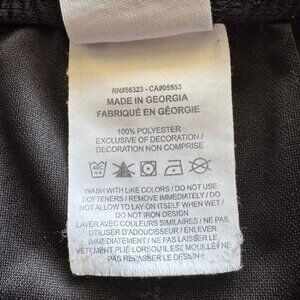 RN#56323 - CA#05553
MADE IN GEORGIA
FABRIQUÉ EN GÉORGIE
100% POLYESTER
EXCLUSIVE OF DECORATION /
DECORATION NON COMPRISE
WASH WITH LIKE COLORS / DO NOT USE
SOFTENERS / REMOVE IMMEDIATELY / DO
NOT ALLOW TO LAY ON ITSELF WHEN WET /
DO NOT IRON DESIGN
LAVER AVEC COULEURS SIMILAIRES / NE PAS
UTILISER D'ADOUCISSEUR / ENLEVER
IMMEDIATEMENT / NE PAS LAISSER LE
VÊTEMENT PLIÉ LORSQU'IL EST MOUILLÉ / NE
PAS REPASSER LE DESSIN